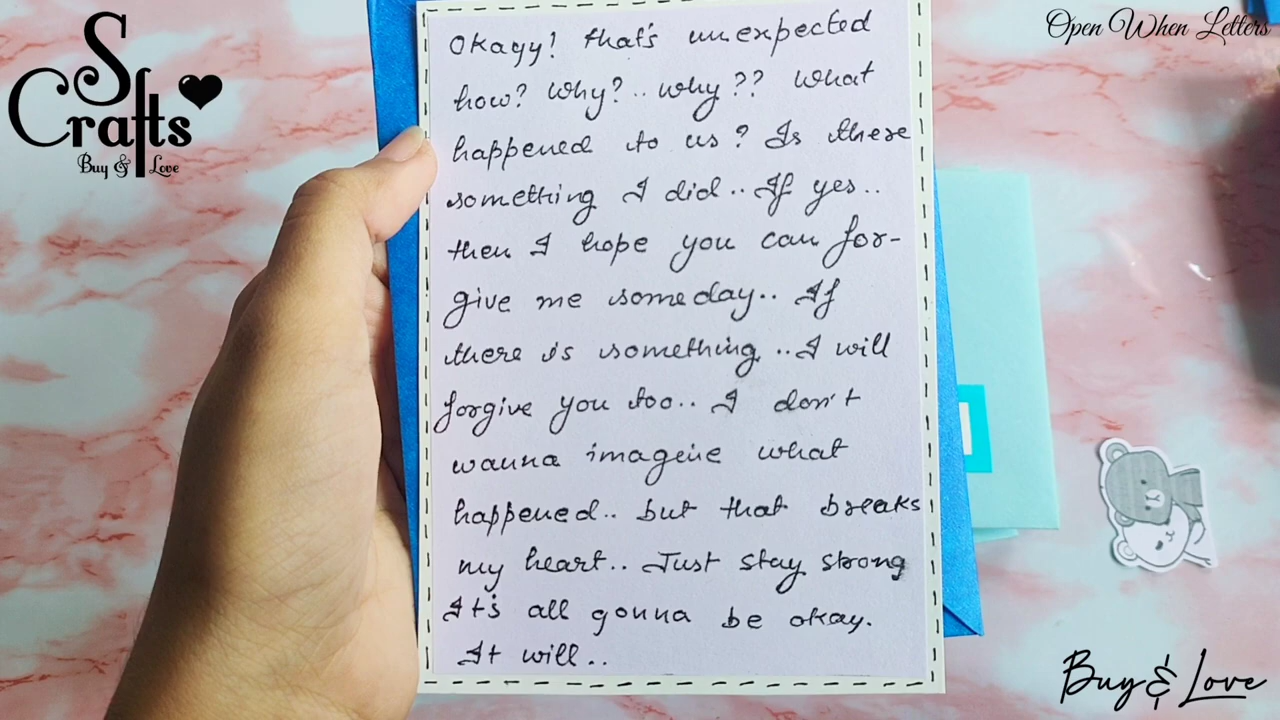 S
Crafts
Buy & Love
Open When Letters
Okayy! that's unexpected
how? Why?.. why?? What
happened to us? Is there
something I did.. If yes..
then I hope you can for-
give me someday.. If
there is something..I will
forgive you too.. I don't
wanna imagine what
happened.. but that breaks
my heart.. Just stay strong
It's all gonna be okay.
It will..
Buy & Love